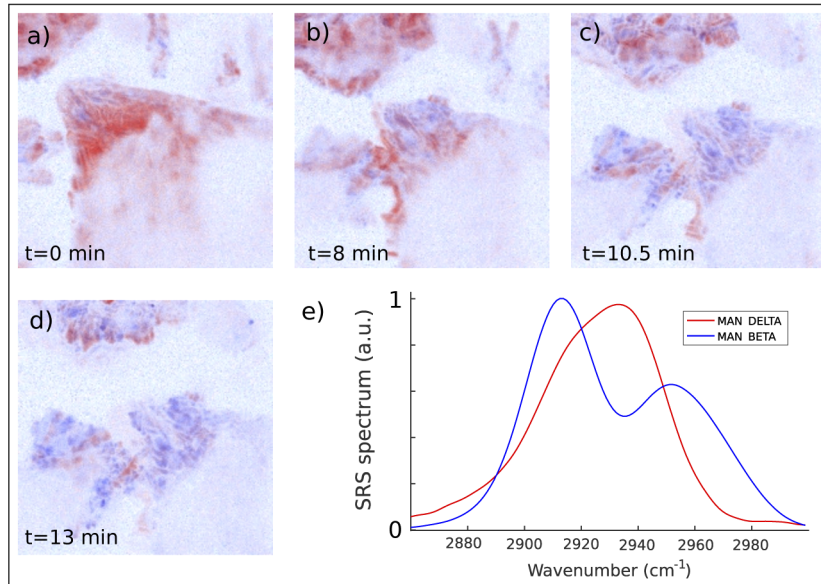 a)
b)
c)
t=0 min
t=8 min
t=10.5 min
d)
e)
t=13 min
1
0
SRS spectrum (a.u.)
MAN DELTA
MAN BETA
2880 2900 2920 2940 2960 2980
Wavenumber (cm⁻¹)